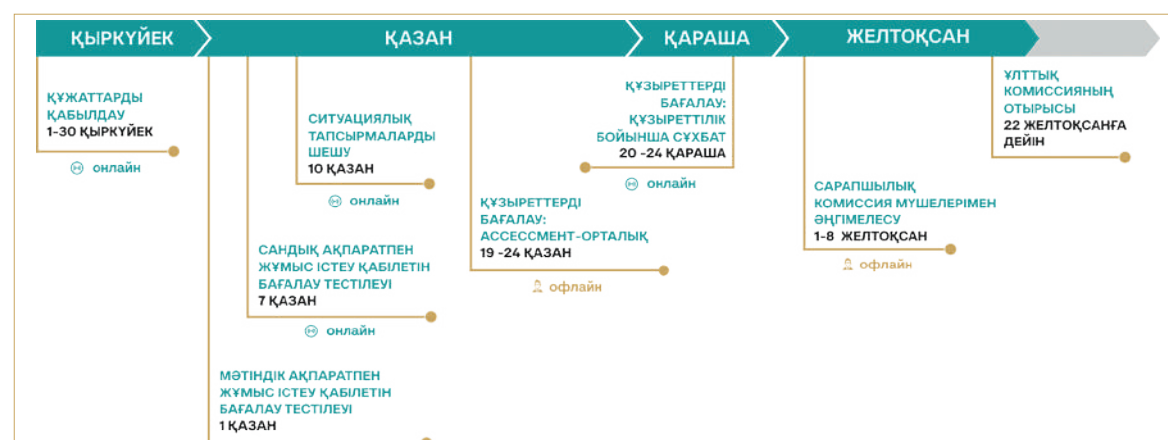 ҚЫРКҮЙЕК
ҚАЗАН
ҚАРАША
ЖЕЛТОҚСАН
ҚҰЖАТТАРДЫ
ҚАБЫЛДАУ
1-30 ҚЫРКҮЙЕК
онлайн
МӘТІНДІК АҚПАРАТПЕН
ЖҰМЫС ІСТЕУ ҚАБІЛЕТІН
БАҒАЛАУ ТЕСТІЛЕУІ
1 ҚАЗАН
САНДЫҚ АҚПАРАТПЕН
ЖҰМЫС ІСТЕУ ҚАБІЛЕТІН
БАҒАЛАУ ТЕСТІЛЕУІ
7 ҚАЗАН
онлайн
СИТУАЦИЯЛЫҚ
ТАПСЫРМАЛАРДЫ
ШЕШУ
10 ҚАЗАН
онлайн
ҚҰЗЫРЕТТЕРДІ
БАҒАЛАУ:
АССЕССМЕНТ-ОРТАЛЫҚ
19 -24 ҚАЗАН
офлайн
ҚҰЗЫРЕТТЕРДІ
БАҒАЛАУ:
ҚҰЗЫРЕТТІЛІК
БОЙЫНША СҰХБАТ
20 -24 ҚАРАША
онлайн
САРАПШЫЛЫҚ
КОМИССИЯ МҮШЕЛЕРІМЕН
ӘҢГІМЕЛЕСУ
1-8 ЖЕЛТОҚСАН
офлайн
ҰЛТТЫҚ
КОМИССИЯНЫҢ
ОТЫРЫСЫ
22 ЖЕЛТОҚСАНҒА
ДЕЙІН